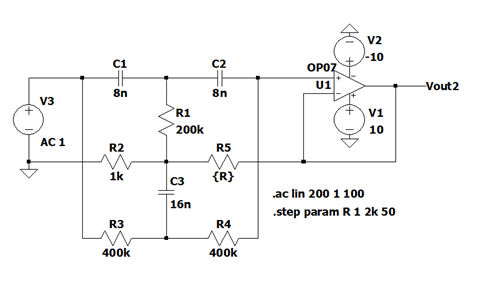 V2
-10
C1
8n
C2
8n
OP07
U1
+
-
Vout2
V3
AC 1
R1
200k
V1
10
R2
1k
R5
{R}
C3
16n
R3
400k
R4
400k
.ac lin 200 1 100
.step param R 1 2k 50